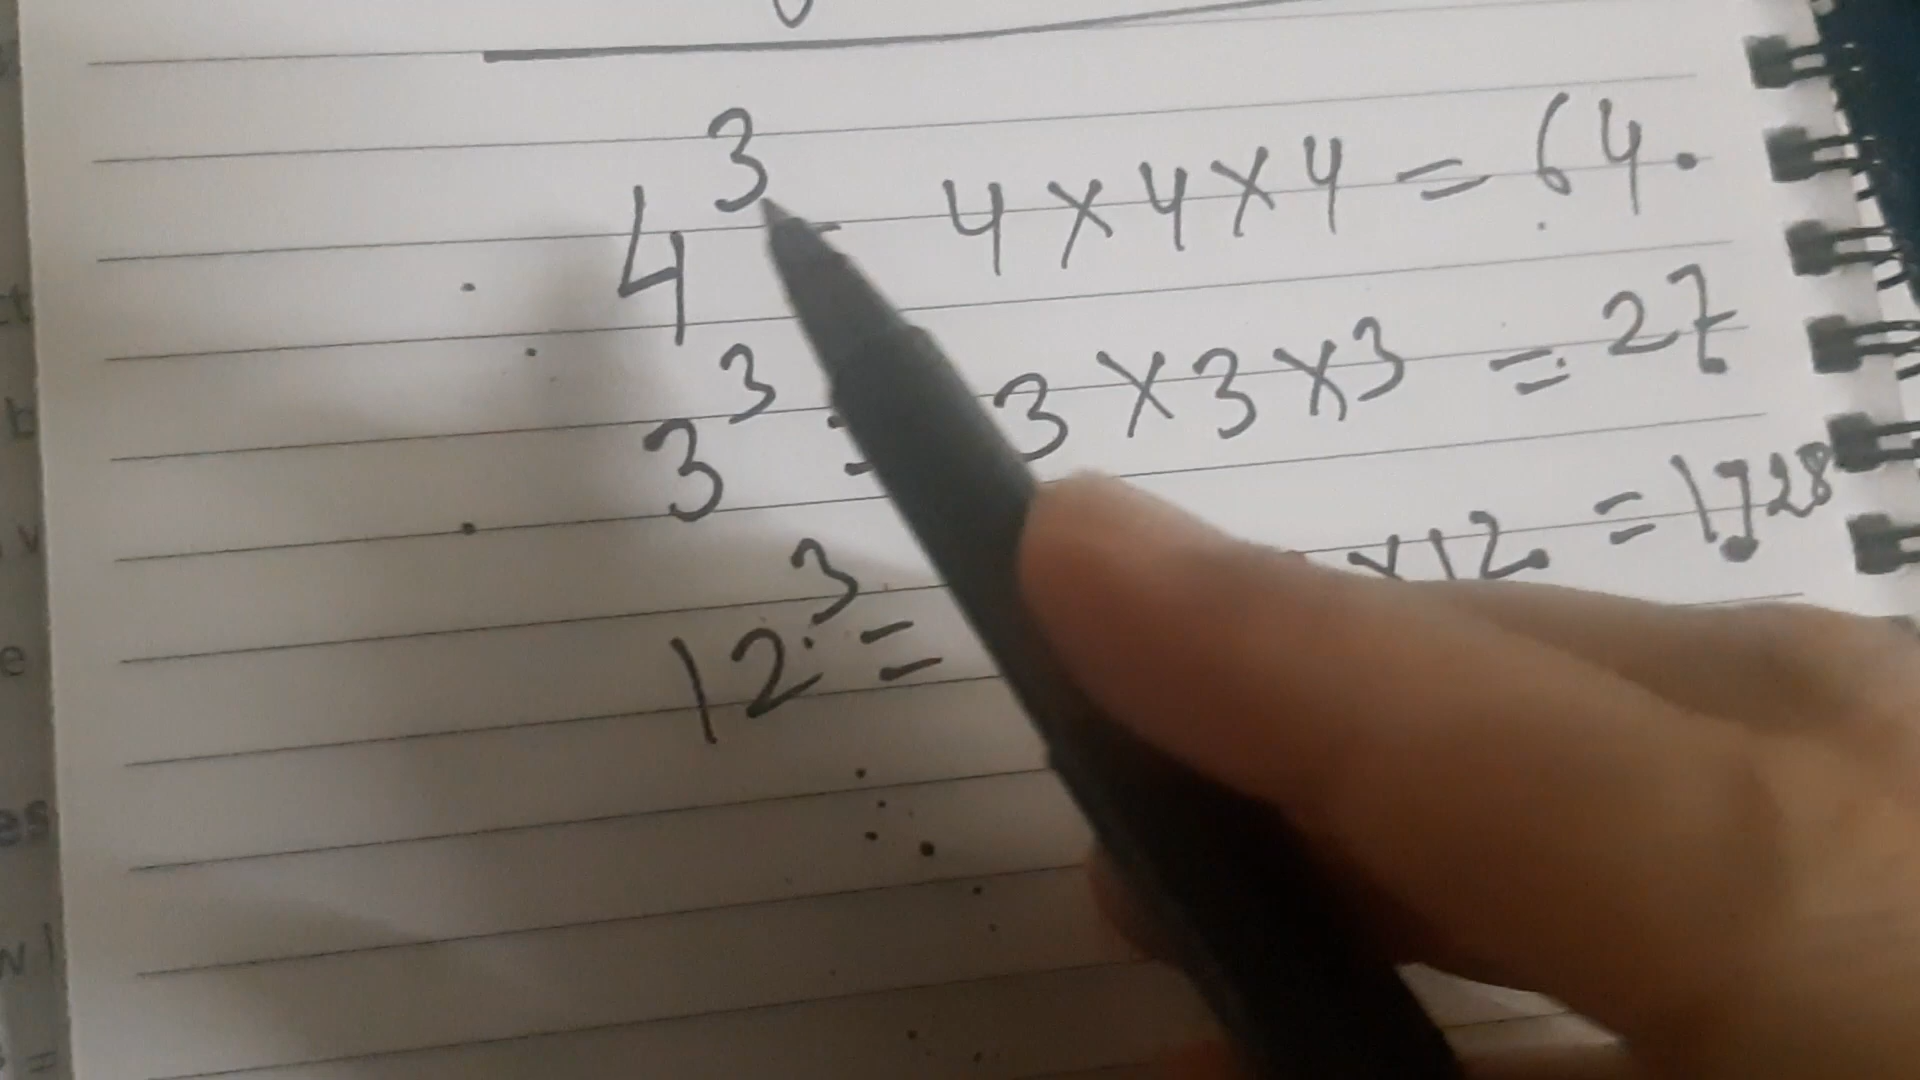 4³ 4 × 4 × 4 = 64.
3³ = 3 × 3 × 3 = 27
12³ = ×12 = 1728